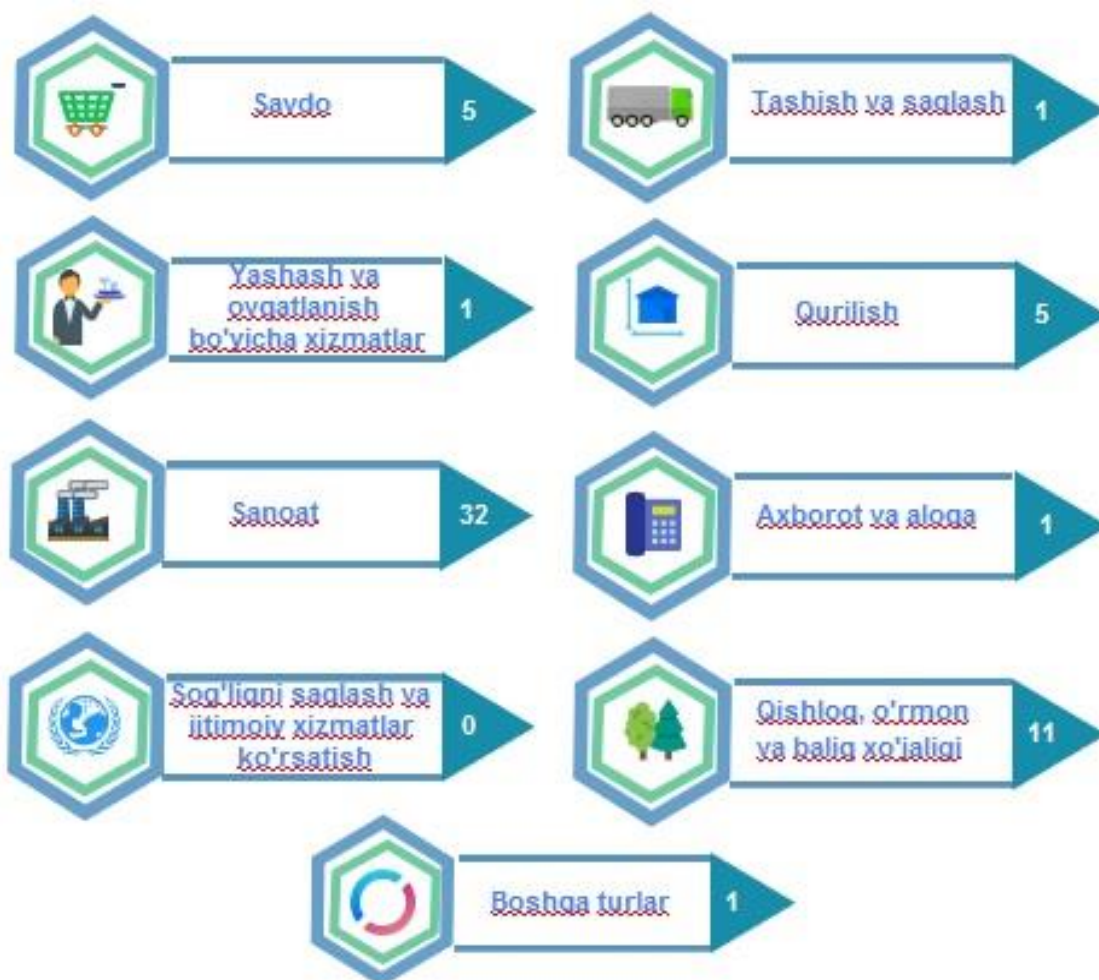 Savdo
5
Tashish va saqlash
1
Yashash va
ovqatlanish
bo'yicha xizmatlar
1
Qurilish
5
Sanoat
32
Axborot va aloqa
1
Sog'liqni saqlash va
ijtimoiy xizmatlar
ko'rsatish
0
Qishloq, o'rmon
va baliq xo'jaligi
11
Boshqa turlar
1